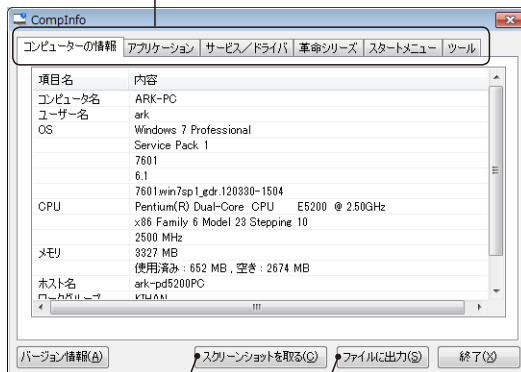 CompInfo
コンピューターの情報 アプリケーション サービス／ドライバ 革命シリーズ スタートメニュー ツール
項目名 内容
コンピュータ名 ARK-PC
ユーザー名 ark
OS Windows 7 Professional
Service Pack 1
7601
6.1
7601.win7sp1_gdr.120330-1504
CPU Pentium(R) Dual-Core CPU E5200 @ 2.50GHz
x86 Family 6 Model 23 Stepping 10
2500 MHz
メモリ 3327 MB
使用済み : 652 MB , 空き : 2674 MB
ホスト名 ark-pd5200PC
ワークグループ
バージョン情報(A) スクリーンショットを取る(C) ファイルに出力(S) 終了(X)